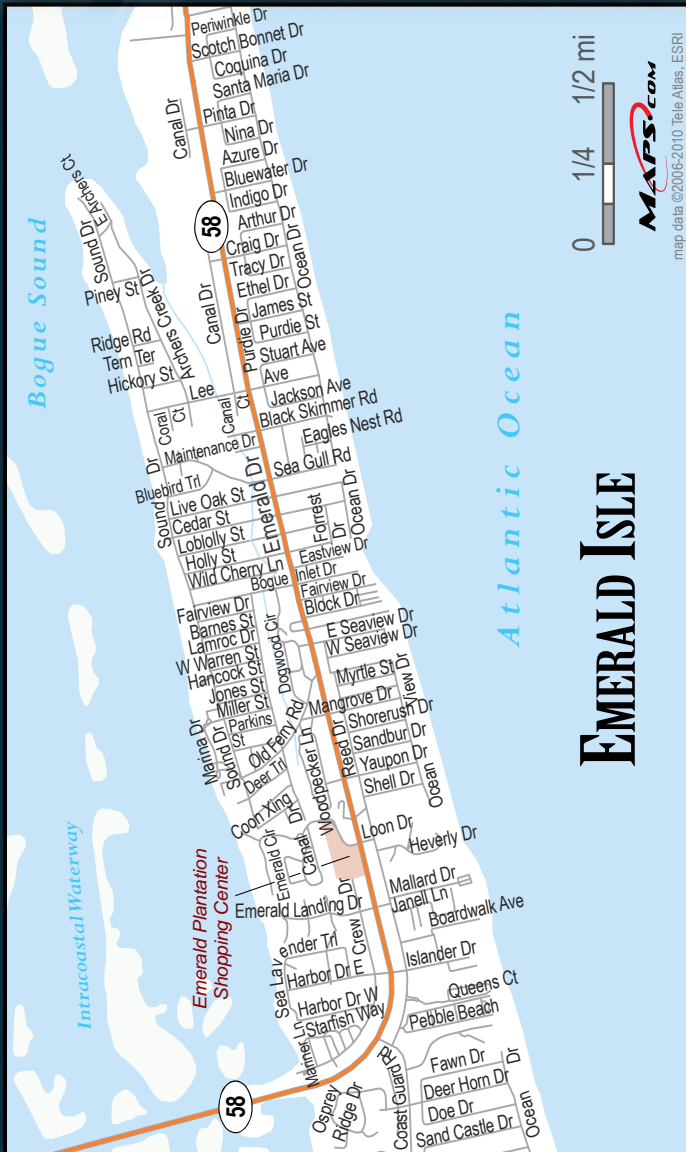 Periwinkle Dr
Scotch Bonnet Dr
Coquina Dr
Santa Maria Dr
Canal Dr
Pinta Dr
Nina Dr
Azure Dr
Bluewater Dr
Indigo Dr
Arthur Dr
58
Craig Dr
Tracy Dr
Ocean Dr
Ethel Dr
James St
Purdie St
Stuart Ave
Ave
Purdie Dr
Canal Dr
E Archers Ct
Sound Dr
Piney St
Archers Creek Dr
Ridge Rd
Tern Ter
Hickory St
Bogue Sound
Lee
Jackson Ave
Black Skimmer Rd
Eagles Nest Rd
Canal
Ct
Coral
Ct
Maintenance Dr
Sea Gull Rd
Sound
Dr
Bluebird Trl
Live Oak St
Cedar St
Loblolly St
Holly St
Wild Cherry Ln
Emerald Dr
Forrest
Dr
Ocean Dr
Eastview Dr
Bogue
Inlet Dr
Fairview Dr
Block Dr
Fairview Dr
Barnes St
Lamroc Dr
W Warren St
Hancock St
Jones St
Miller St
Parkins
St
Dogwood Cir
E Seaview Dr
W Seaview Dr
Myrtle St
Mangrove Dr
View Dr
Shorerush Dr
Sandbur Dr
Yaupon Dr
Shell Dr
Ocean
Reed Dr
Marina Dr
Sound Dr
Old Ferry Rd
Deer Trl
Woodpecker Ln
Coon Xing
Emerald Cir
Canal
Dr
Loon Dr
Heverly Dr
Emerald Plantation
Shopping Center
Intracoastal Waterway
Emerald Landing Dr
Mallard Dr
Janell Ln
Boardwalk Ave
Crew
Dr
Sea Lavender Trl
Harbor Dr E
Islander Dr
Harbor Dr W
Starfish Way
Queens Ct
Pebble Beach
Mariner Ln
58
Osprey
Ridge Dr
Coast Guard Rd
Fawn Dr
Deer Horn Dr
Doe Dr
Sand Castle Dr
Ocean
Dr
Atlantic Ocean
EMERALD ISLE
0 1/4 1/2 mi
MAPS.COM
map data ©2006-2010 Tele Atlas, ESRI